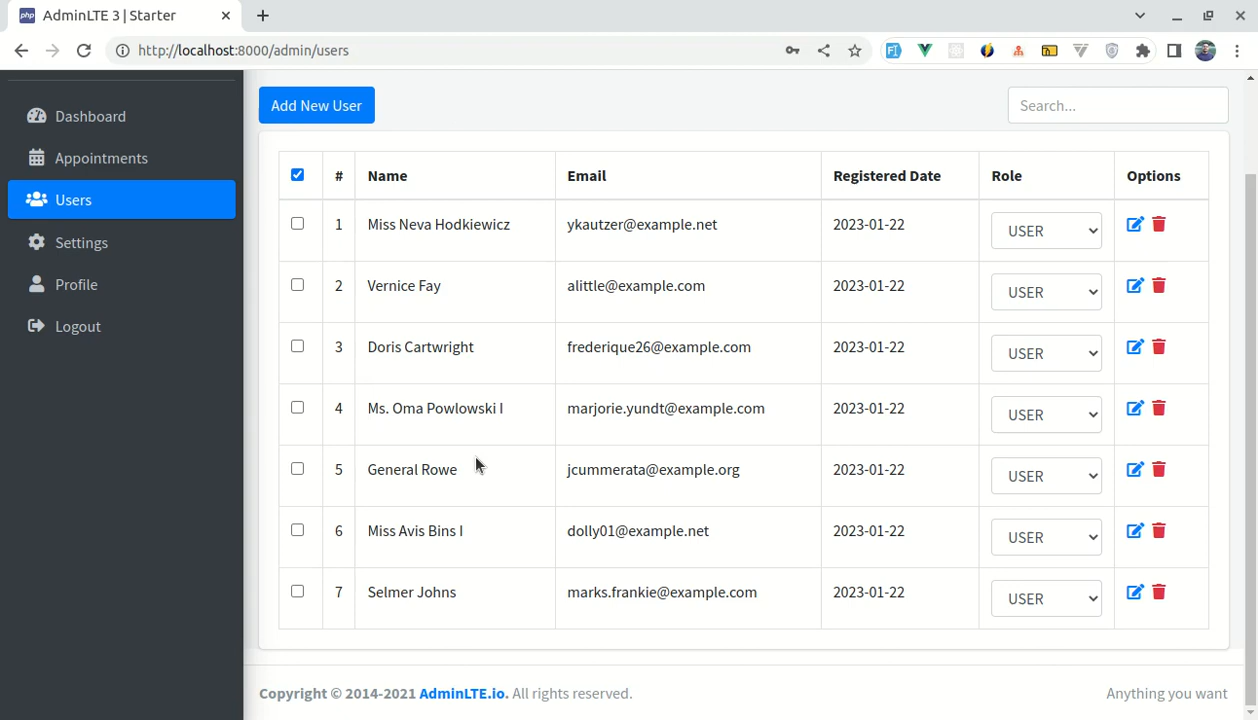 php AdminLTE 3 | Starter
http://localhost:8000/admin/users
Dashboard
Appointments
Users
Settings
Profile
Logout
Add New User
Search...
# Name Email Registered Date Role Options
1 Miss Neva Hodkiewicz ykautzer@example.net 2023-01-22 USER
2 Vernice Fay alittle@example.com 2023-01-22 USER
3 Doris Cartwright frederique26@example.com 2023-01-22 USER
4 Ms. Oma Powlowski I marjorie.yundt@example.com 2023-01-22 USER
5 General Rowe jcummerata@example.org 2023-01-22 USER
6 Miss Avis Bins I dolly01@example.net 2023-01-22 USER
7 Selmer Johns marks.frankie@example.com 2023-01-22 USER
Copyright © 2014-2021 AdminLTE.io. All rights reserved. Anything you want